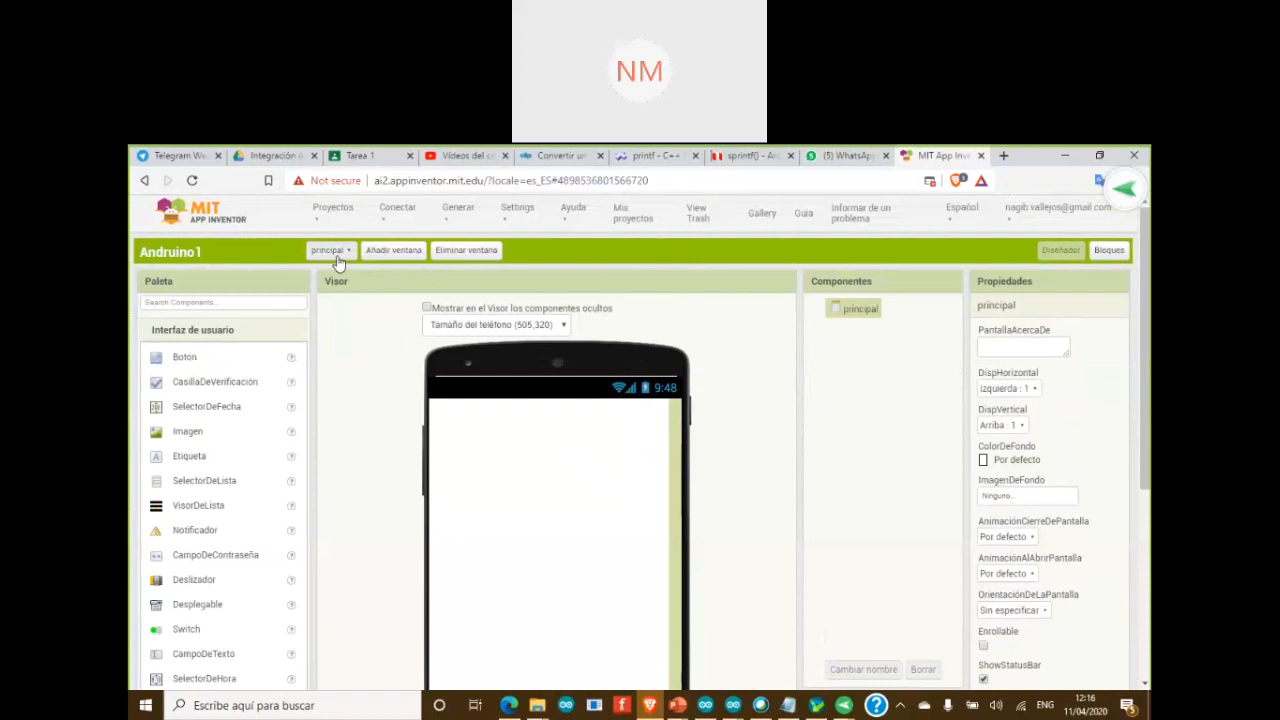 NM
Telegram We
Integración A
Tarea 1
Vídeos del c
Convertir un
printf - C++
sprintf() - Ar
(5) WhatsApp
MIT App Inve
Not secure
ai2.appinventor.mit.edu/?locale=es_ES#4898536801566720
MIT
APP INVENTOR
Proyectos
Conectar
Generar
Settings
Ayuda
Mis
proyectos
View
Trash
Gallery
Guia
Informar de un
problema
Español
nagib.vallejos@gmail.com
Andruino1
principal
Añadir ventana
Eliminar ventana
Diseñador
Bloques
Paleta
Search Components...
Interfaz de usuario
Botón
CasillaDeVerificación
SelectorDeFecha
Imagen
Etiqueta
SelectorDeLista
VisorDeLista
Notificador
CampoDeContraseña
Deslizador
Desplegable
Switch
CampoDeTexto
SelectorDeHora
Visor
Mostrar en el Visor los componentes ocultos
Tamaño del teléfono (505,320)
9:48
Componentes
principal
Cambiar nombre
Borrar
Propiedades
principal
PantallaAcercaDe
DispHorizontal
Izquierda : 1
DispVertical
Arriba : 1
ColorDeFondo
Por defecto
ImagenDeFondo
Ninguno...
AnimaciónCierreDePantalla
Por defecto
AnimaciónAlAbrirPantalla
Por defecto
OrientaciónDeLaPantalla
Sin especificar
Enrollable
ShowStatusBar
Escribe aquí para buscar
ENG
12:16
11/04/2020